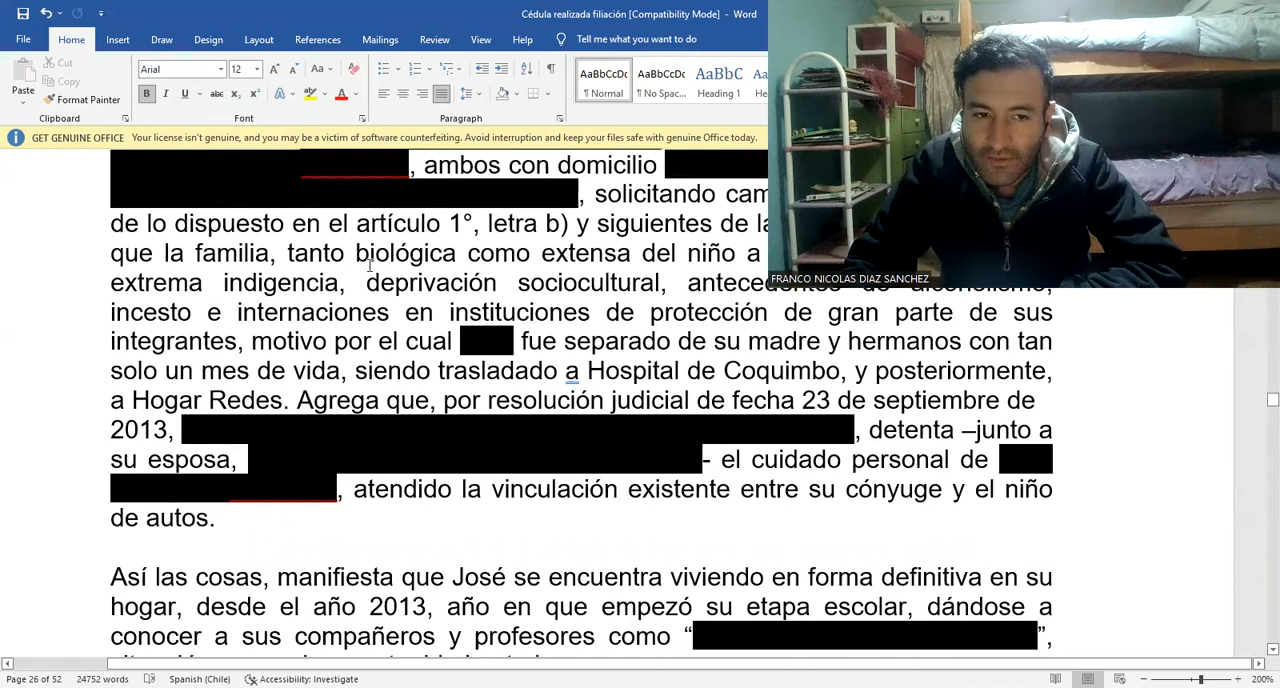 Cédula realizada filiación [Compatibility Mode] - Word
File Home Insert Draw Design Layout References Mailings Review View Help Tell me what you want to do
Cut
Copy
Paste
Format Painter
Clipboard
Arial 12
Font
Paragraph
AaBbCcDc AaBbCcDc AaBbC
¶ Normal ¶ No Spac... Heading 1
GET GENUINE OFFICE Your license isn't genuine, and you may be a victim of software counterfeiting. Avoid interruption and keep your files safe with genuine Office today.
, ambos con domicilio
, solicitando cam
de lo dispuesto en el artículo 1°, letra b) y siguientes de la
que la familia, tanto biológica como extensa del niño a
extrema indigencia, deprivación sociocultural, antecedentes de alcoholismo,
incesto e internaciones en instituciones de protección de gran parte de sus
integrantes, motivo por el cual fue separado de su madre y hermanos con tan
solo un mes de vida, siendo trasladado a Hospital de Coquimbo, y posteriormente,
a Hogar Redes. Agrega que, por resolución judicial de fecha 23 de septiembre de
2013, , detenta –junto a
su esposa, - el cuidado personal de
, atendido la vinculación existente entre su cónyuge y el niño
de autos.
Así las cosas, manifiesta que José se encuentra viviendo en forma definitiva en su
hogar, desde el año 2013, año en que empezó su etapa escolar, dándose a
conocer a sus compañeros y profesores como “ ”,
FRANCO NICOLAS DIAZ SANCHEZ
Page 26 of 52 24752 words Spanish (Chile) Accessibility: Investigate 200%